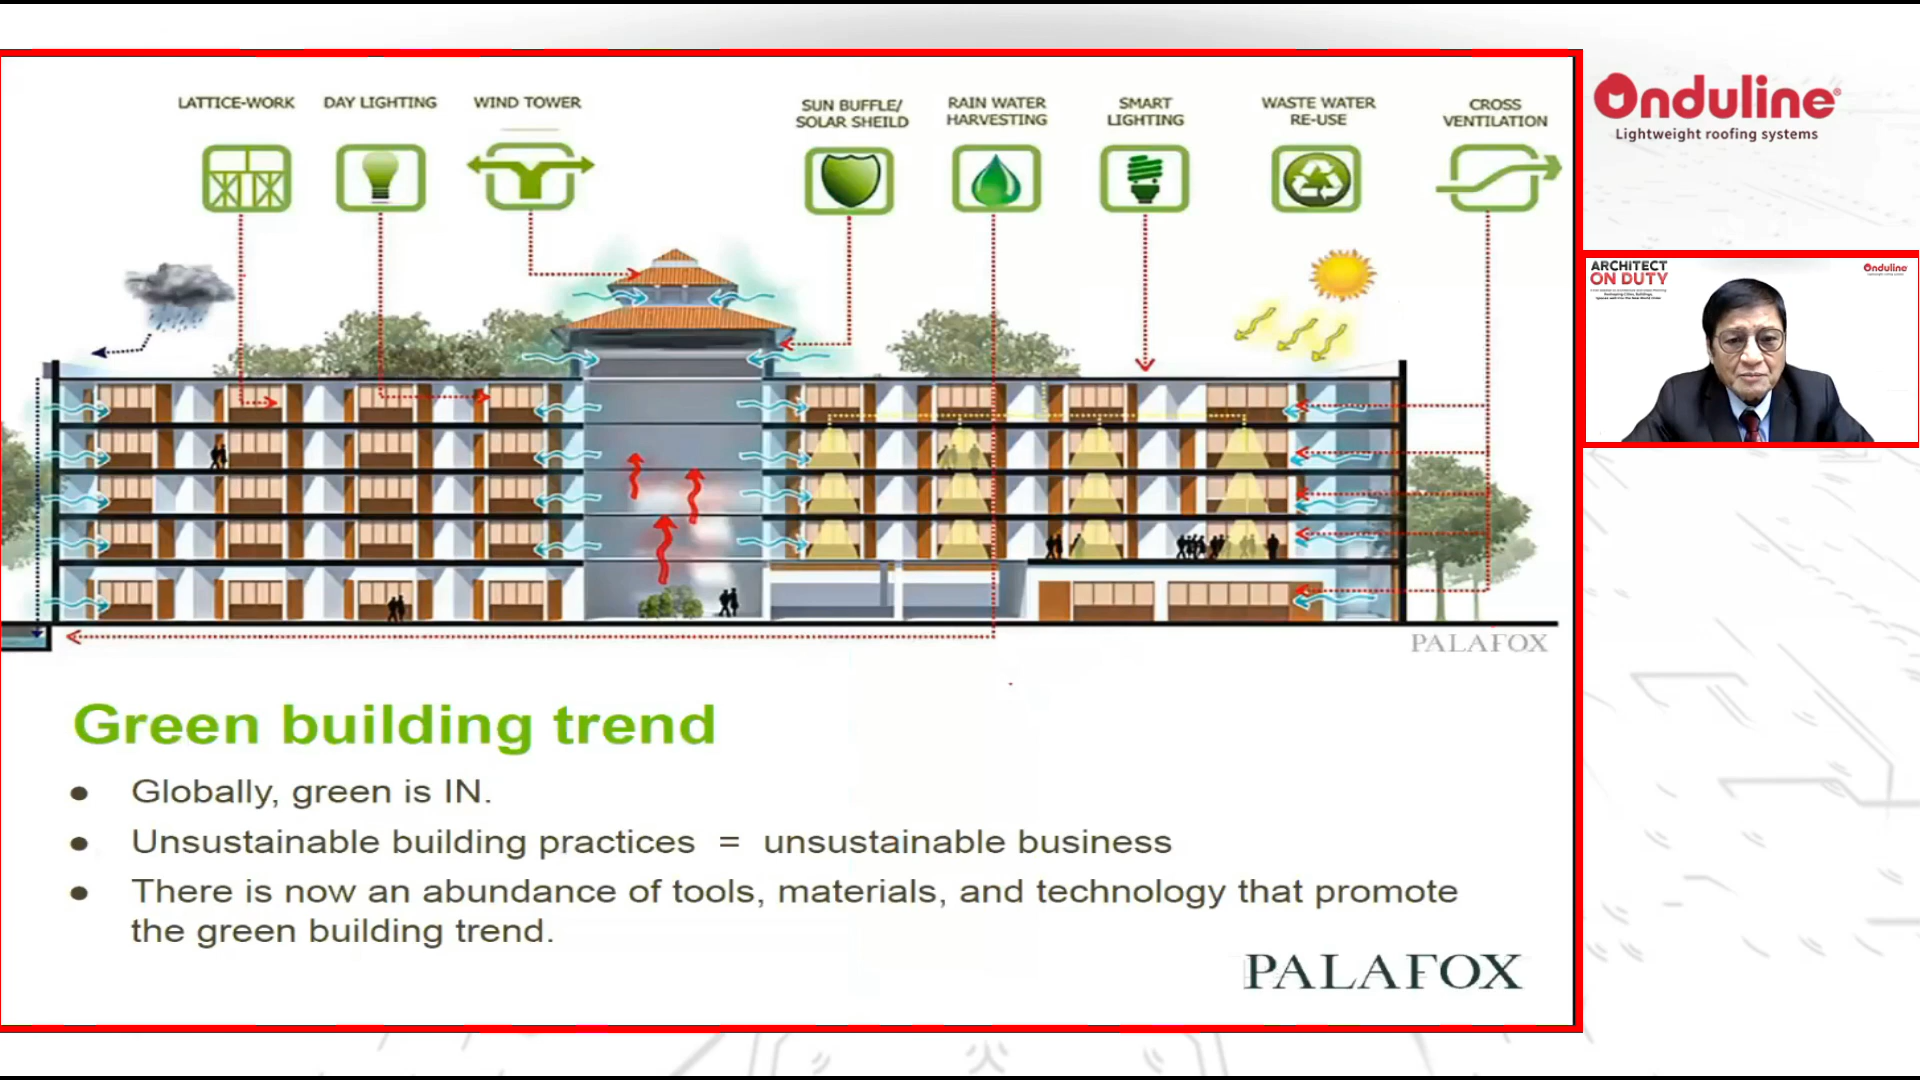 LATTICE-WORK
DAY LIGHTING
WIND TOWER
SUN BUFFLE/
SOLAR SHEILD
RAIN WATER
HARVESTING
SMART
LIGHTING
WASTE WATER
RE-USE
CROSS
VENTILATION
PALAFOX
Green building trend
● Globally, green is IN.
● Unsustainable building practices = unsustainable business
● There is now an abundance of tools, materials, and technology that promote
the green building trend.
PALAFOX
Onduline®
Lightweight roofing systems
ARCHITECT
ON DUTY
Onduline